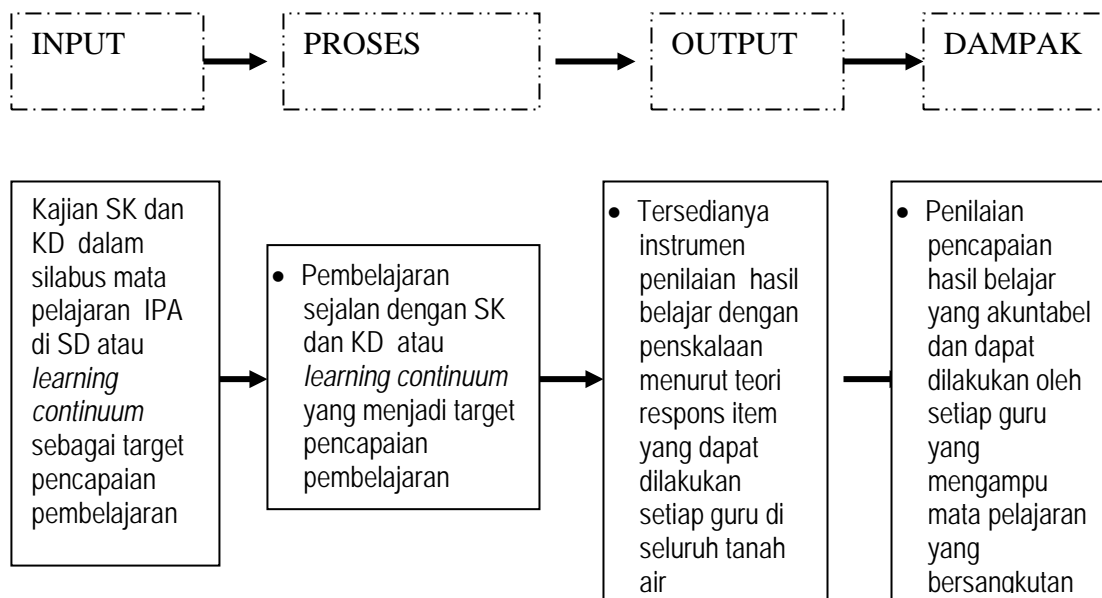 INPUT
PROSES
OUTPUT
DAMPAK
Kajian SK dan
KD dalam
silabus mata
pelajaran IPA
di SD atau
learning
continuum
sebagai target
pencapaian
pembelajaran
• Pembelajaran
sejalan dengan SK
dan KD atau
learning continuum
yang menjadi target
pencapaian
pembelajaran
• Tersedianya
instrumen
penilaian hasil
belajar dengan
penskalaan
menurut teori
respons item
yang dapat
dilakukan
setiap guru di
seluruh tanah
air
• Penilaian
pencapaian
hasil belajar
yang akuntabel
dan dapat
dilakukan oleh
setiap guru
yang
mengampu
mata pelajaran
yang
bersangkutan